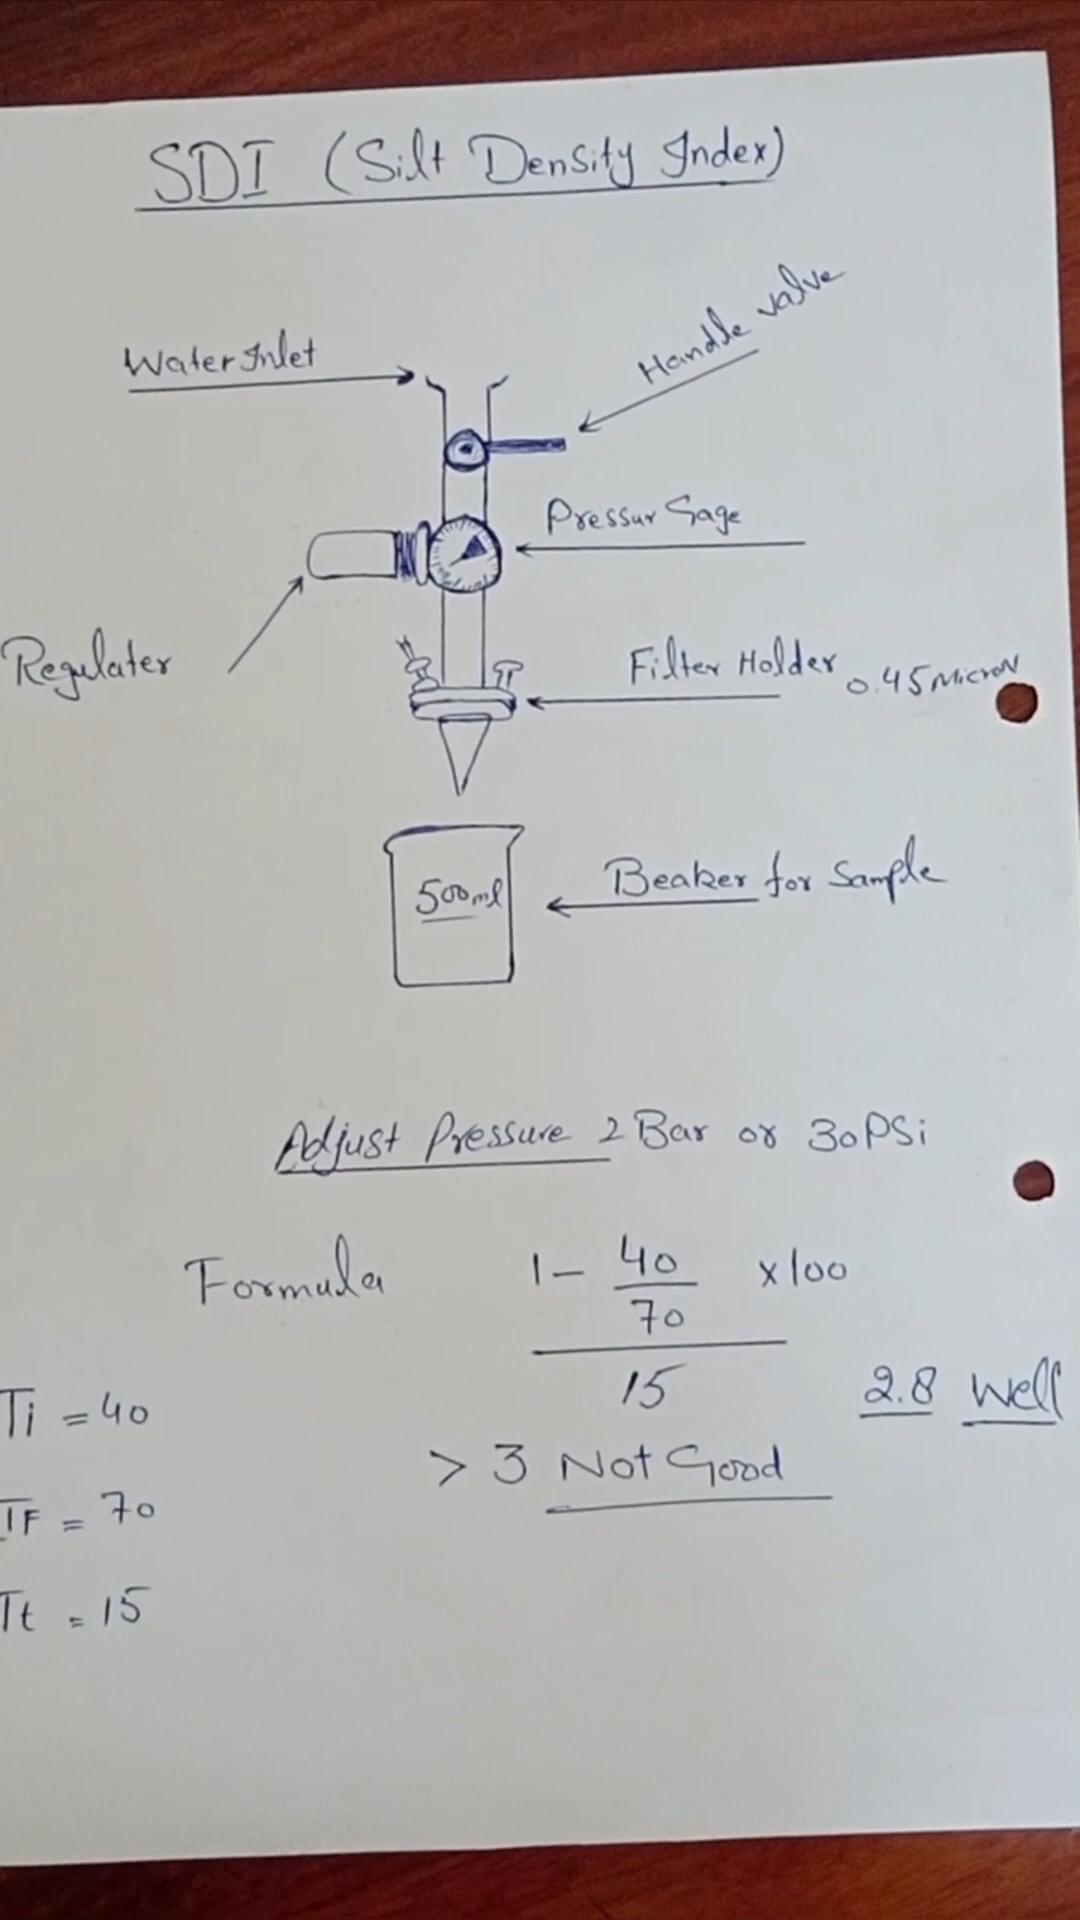 SDI (Silt Density Index)
Handle valve
Water Inlet
Pressur Gage
Regulater
Filter Holder 0.45 Micron
500ml
Beaker for Sample
Adjust Pressure 2 Bar or 30 PSi
Formula
1 - 40/70 x100
15
2.8 Well
Ti = 40
> 3 Not Good
TF = 70
Tt = 15